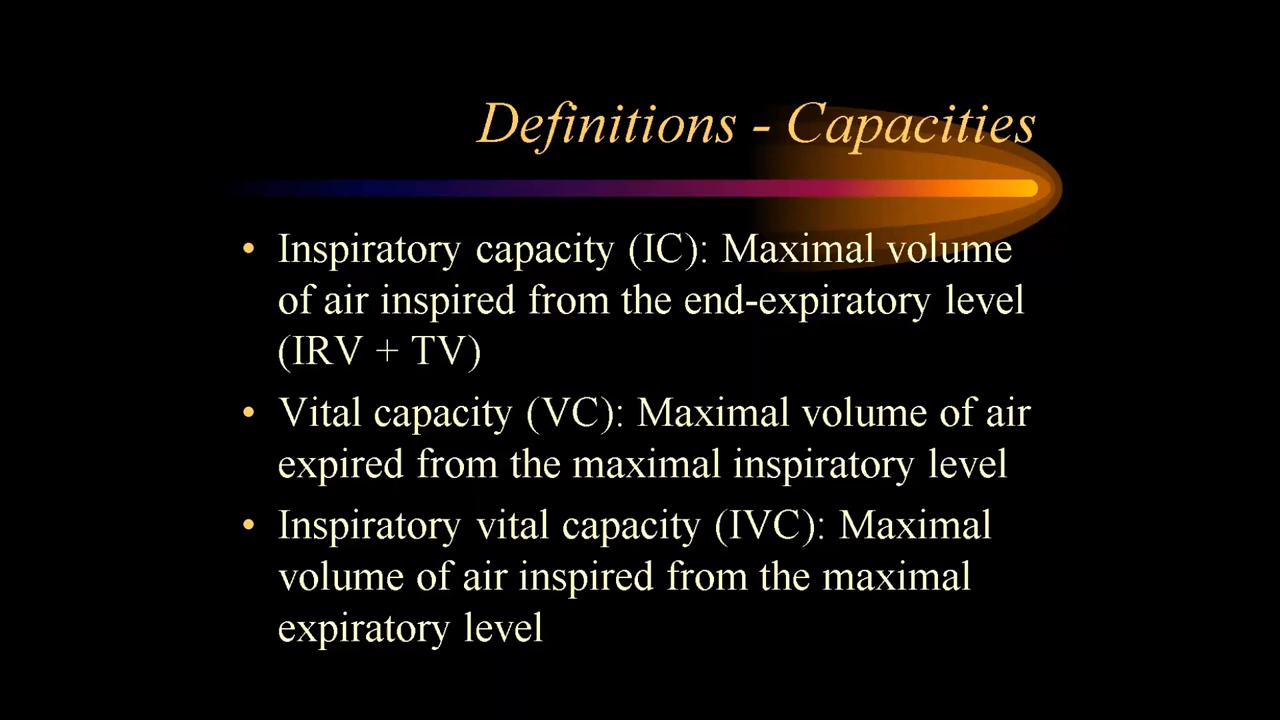 Definitions - Capacities
• Inspiratory capacity (IC): Maximal volume
of air inspired from the end-expiratory level
(IRV + TV)
• Vital capacity (VC): Maximal volume of air
expired from the maximal inspiratory level
• Inspiratory vital capacity (IVC): Maximal
volume of air inspired from the maximal
expiratory level